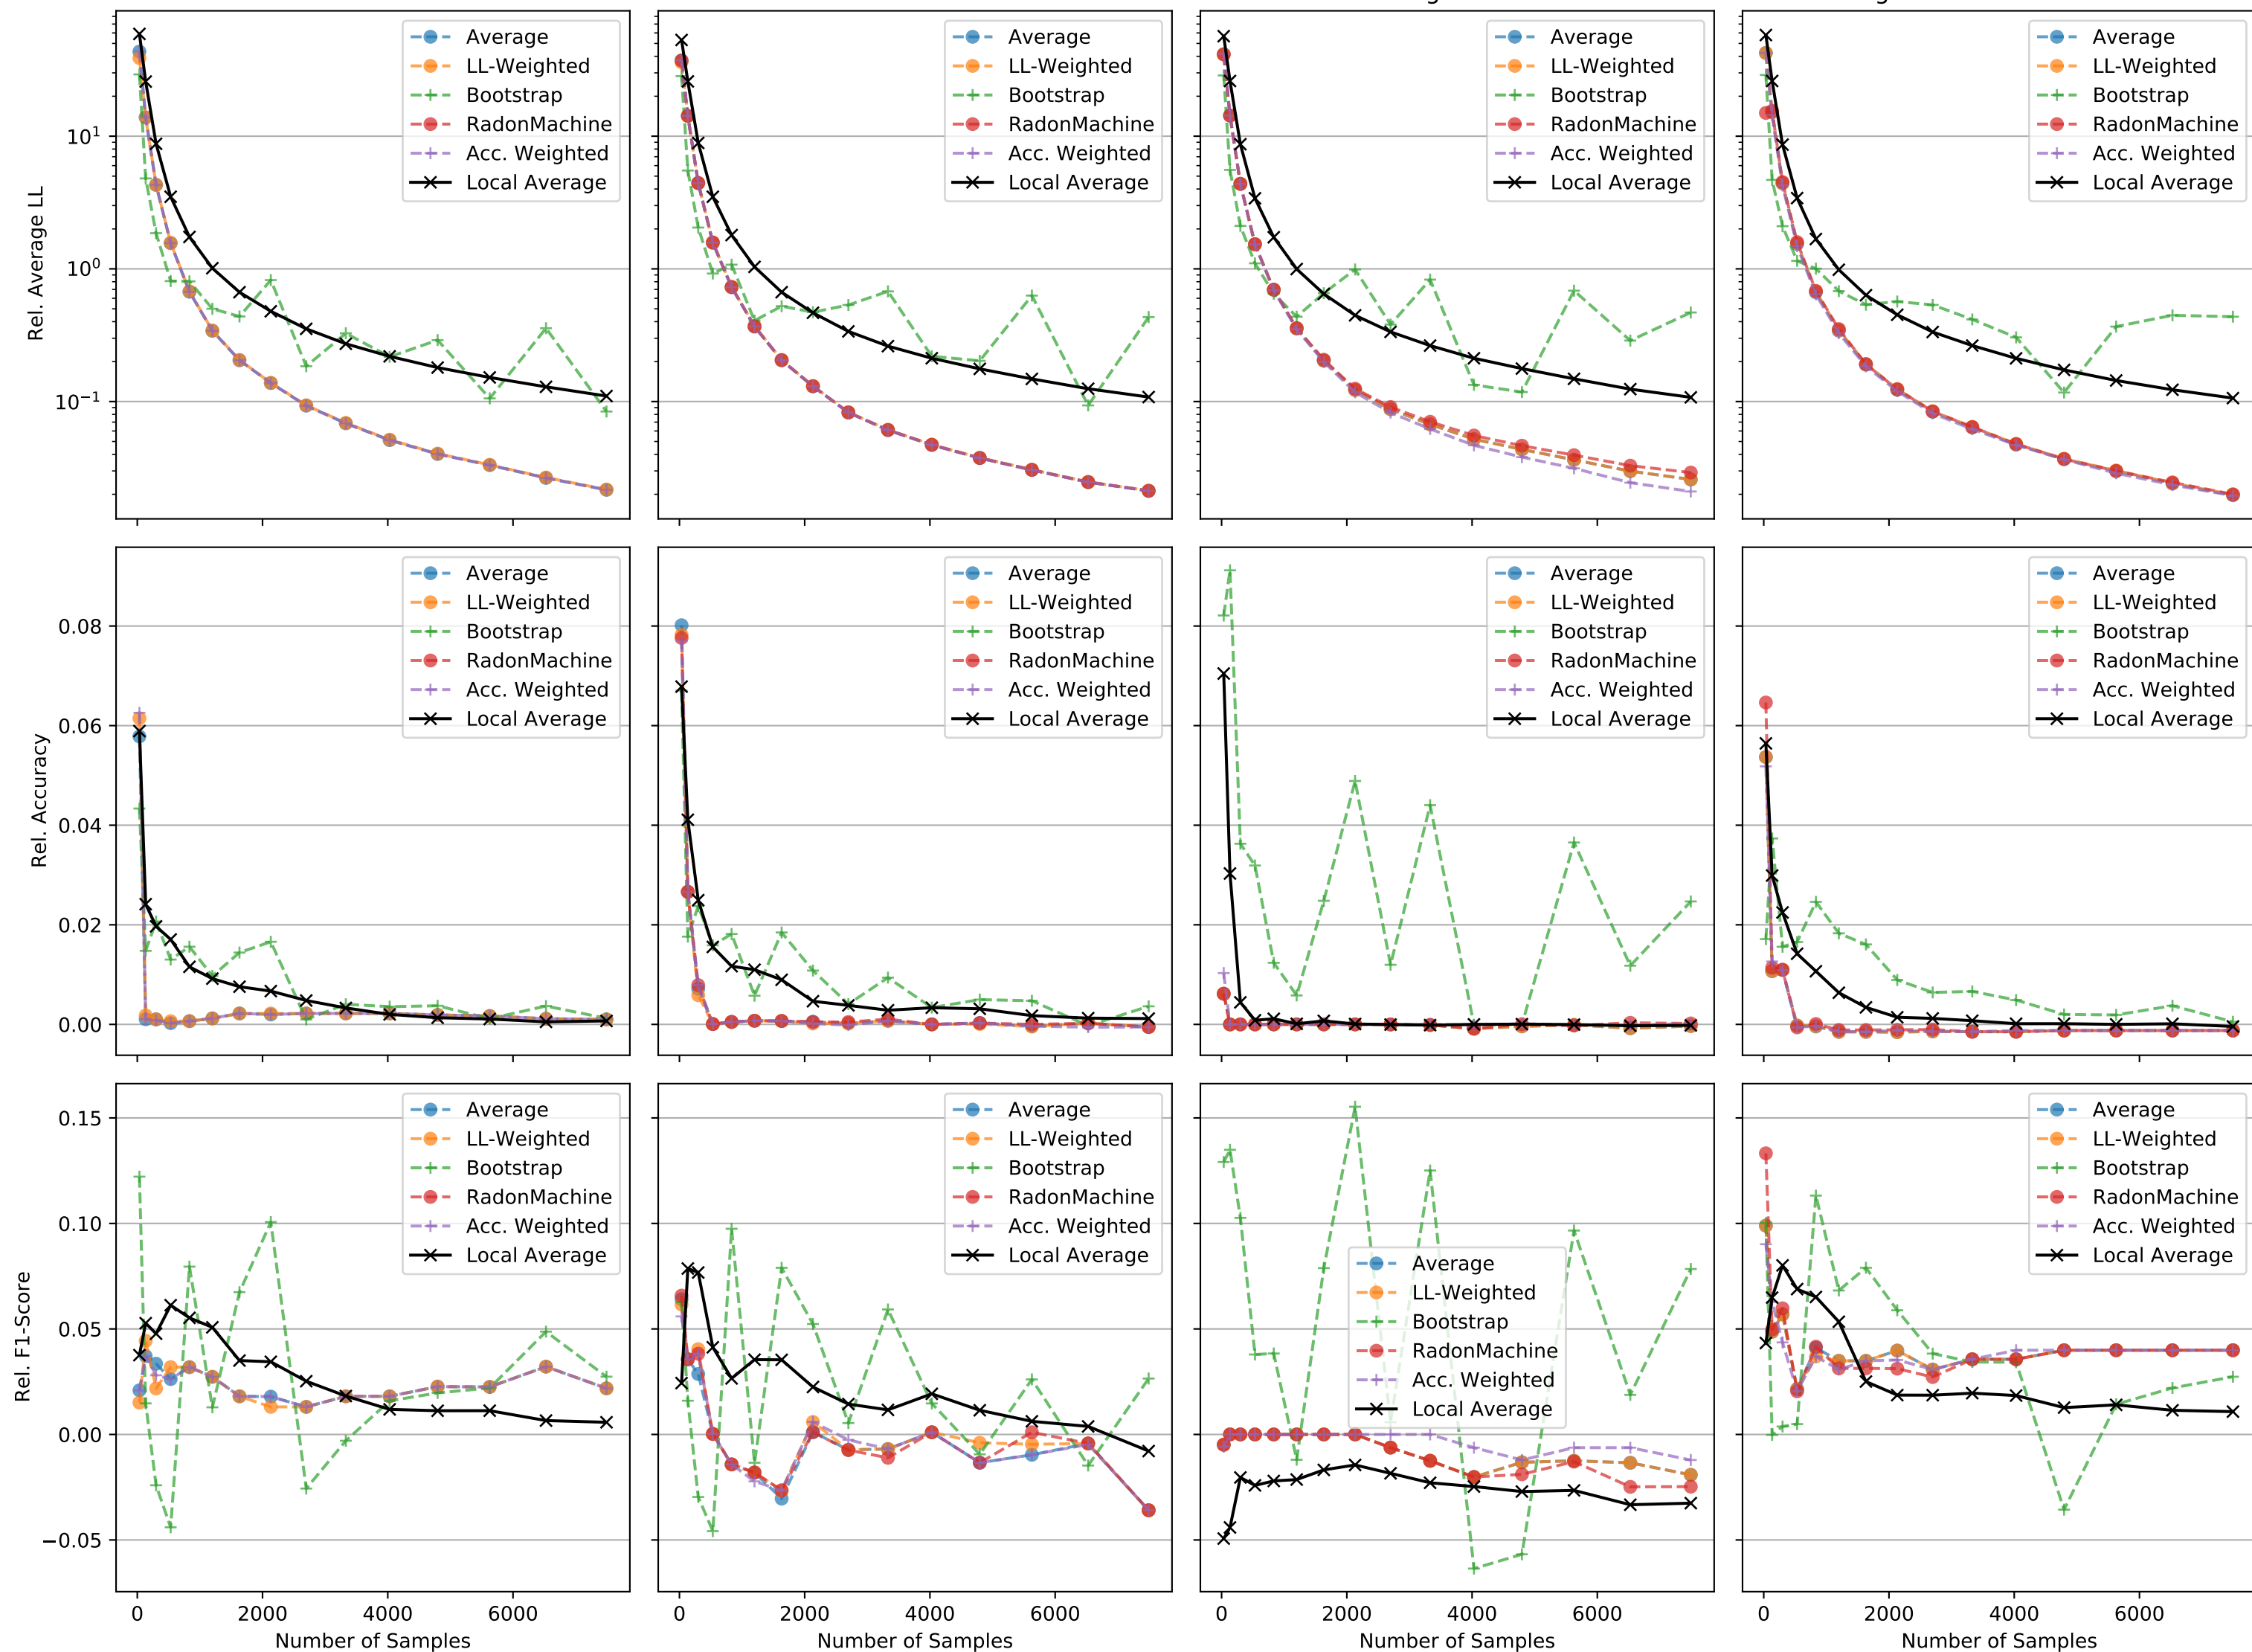 Average
LL-Weighted
Bootstrap
RadonMachine
Acc. Weighted
Local Average
Average
LL-Weighted
Bootstrap
RadonMachine
Acc. Weighted
Local Average
Average
LL-Weighted
Bootstrap
RadonMachine
Acc. Weighted
Local Average
Average
LL-Weighted
Bootstrap
RadonMachine
Acc. Weighted
Local Average
Rel. Average LL
10¹
10⁰
10⁻¹
Average
LL-Weighted
Bootstrap
RadonMachine
Acc. Weighted
Local Average
Average
LL-Weighted
Bootstrap
RadonMachine
Acc. Weighted
Local Average
Average
LL-Weighted
Bootstrap
RadonMachine
Acc. Weighted
Local Average
Average
LL-Weighted
Bootstrap
RadonMachine
Acc. Weighted
Local Average
Rel. Accuracy
0.08
0.06
0.04
0.02
0.00
Average
LL-Weighted
Bootstrap
RadonMachine
Acc. Weighted
Local Average
Average
LL-Weighted
Bootstrap
RadonMachine
Acc. Weighted
Local Average
Average
LL-Weighted
Bootstrap
RadonMachine
Acc. Weighted
Local Average
Average
LL-Weighted
Bootstrap
RadonMachine
Acc. Weighted
Local Average
Rel. F1-Score
0.15
0.10
0.05
0.00
−0.05
0 2000 4000 6000
0 2000 4000 6000
0 2000 4000 6000
0 2000 4000 6000
Number of Samples
Number of Samples
Number of Samples
Number of Samples